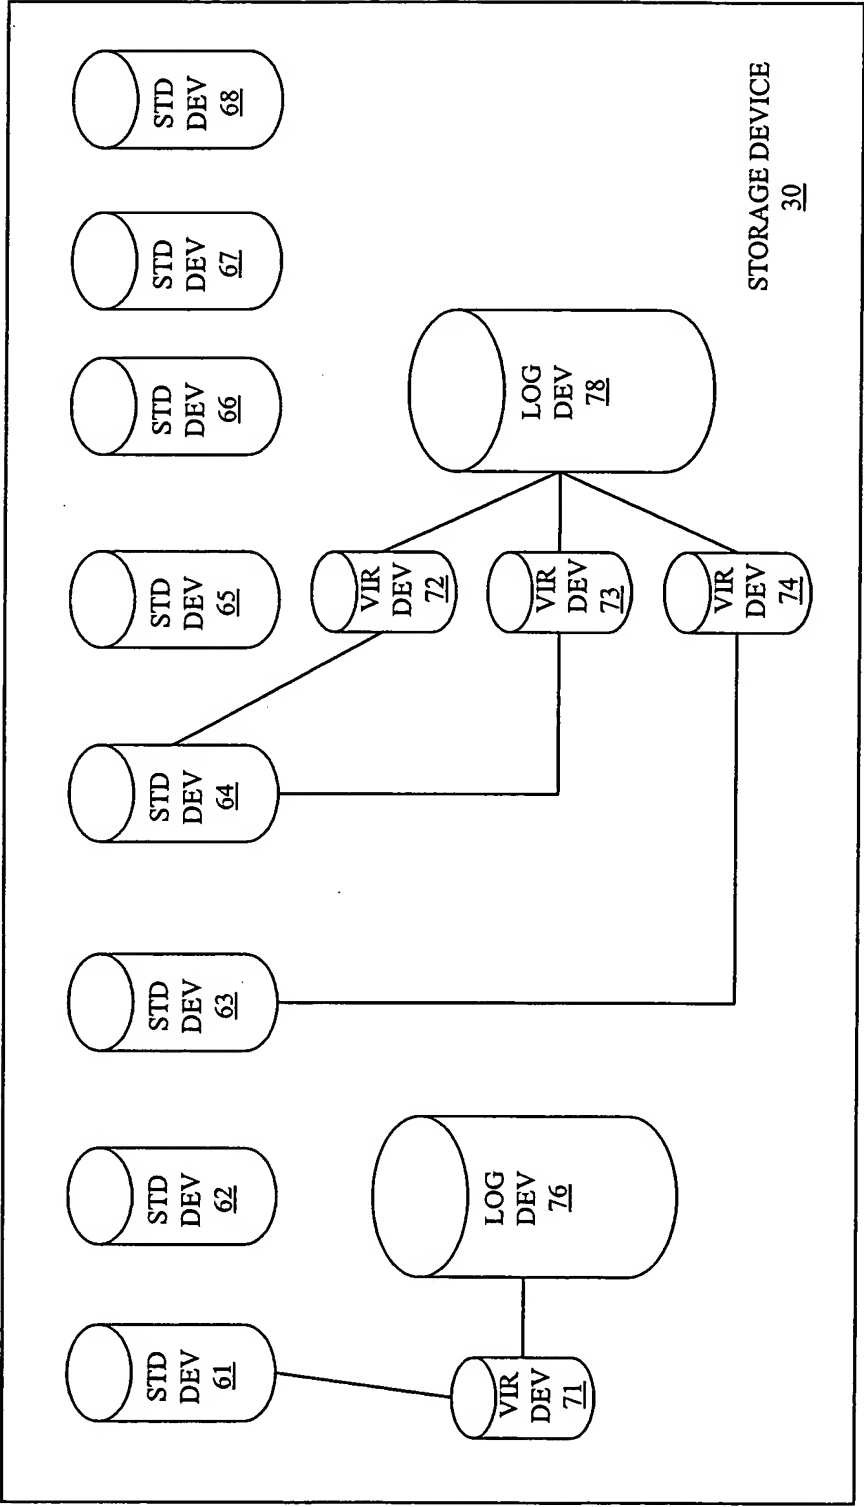 STD
DEV
61
STD
DEV
62
STD
DEV
63
STD
DEV
64
STD
DEV
65
STD
DEV
66
STD
DEV
67
STD
DEV
68
VIR
DEV
71
LOG
DEV
76
VIR
DEV
72
VIR
DEV
73
VIR
DEV
74
LOG
DEV
78
STORAGE DEVICE
30